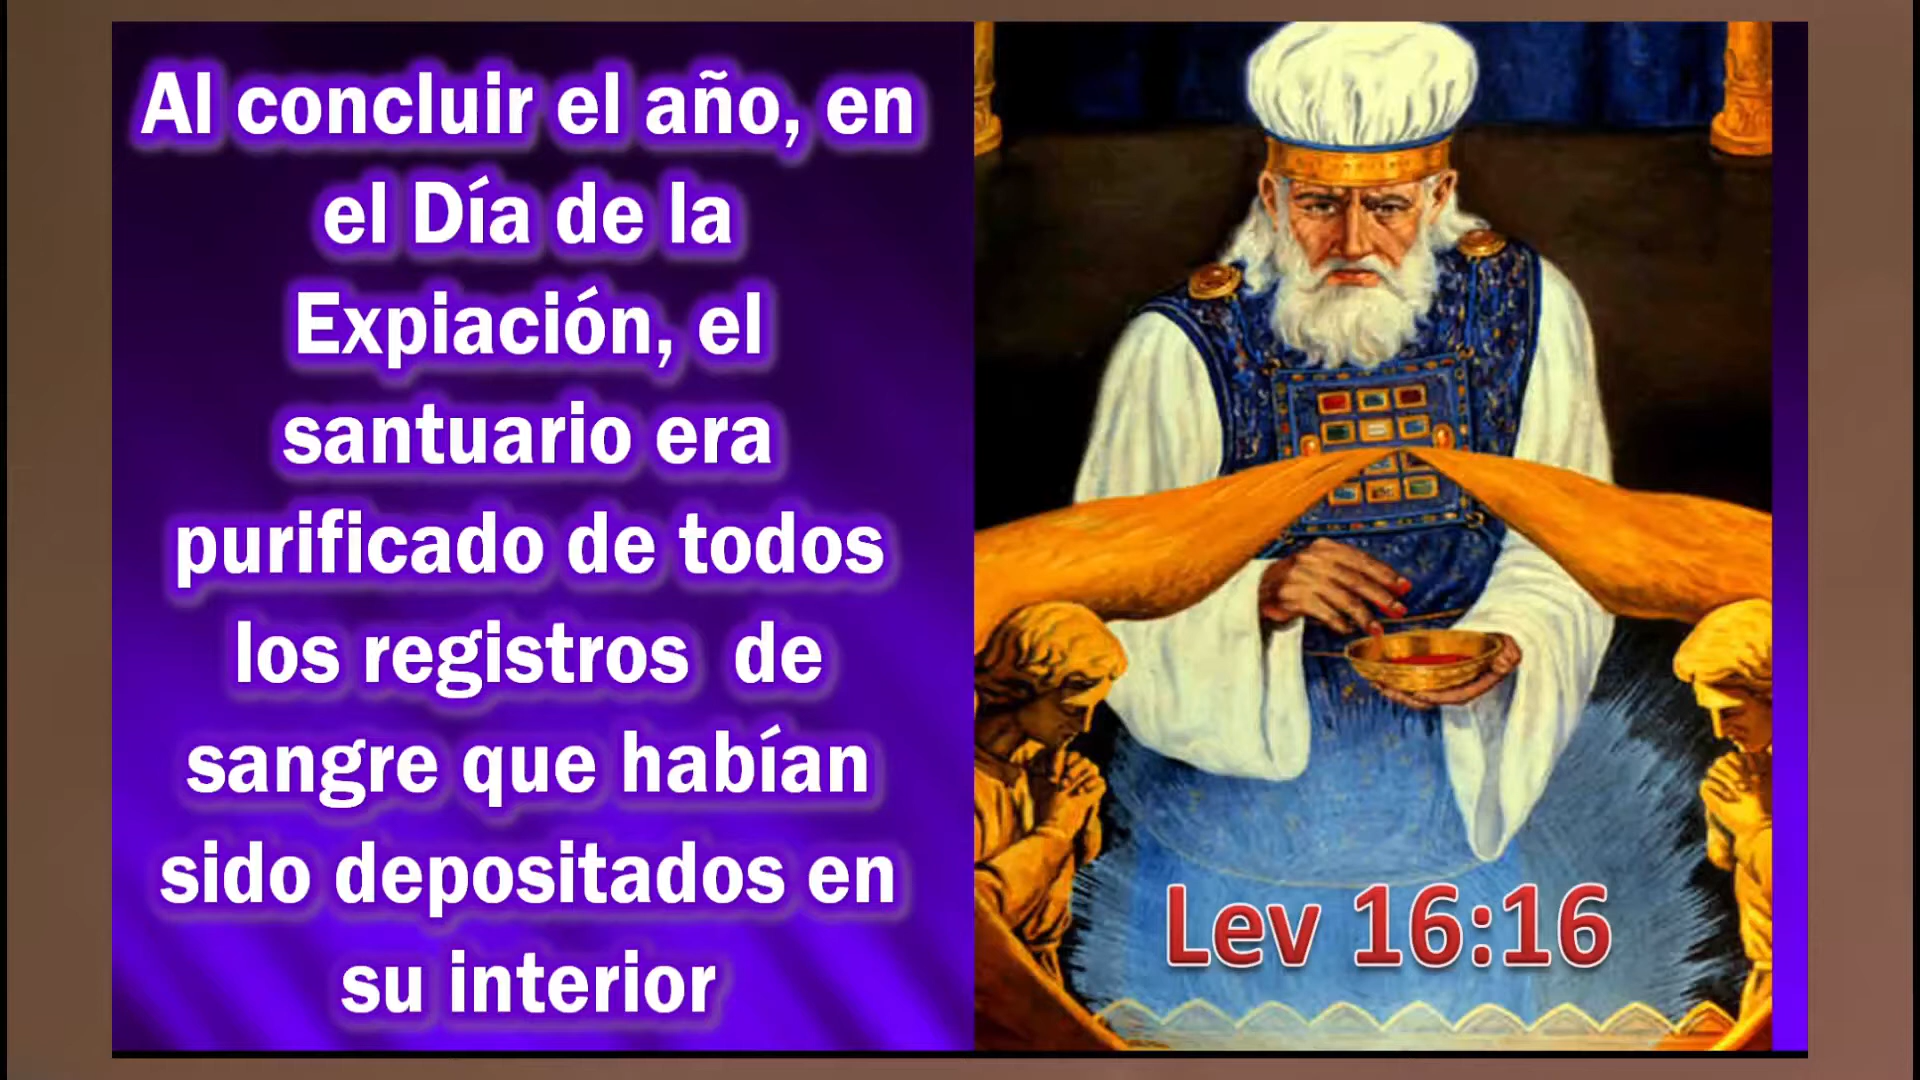 Al concluir el año, en
el Día de la
Expiación, el
santuario era
purificado de todos
los registros  de
sangre que habían
sido depositados en
su interior
Lev 16:16